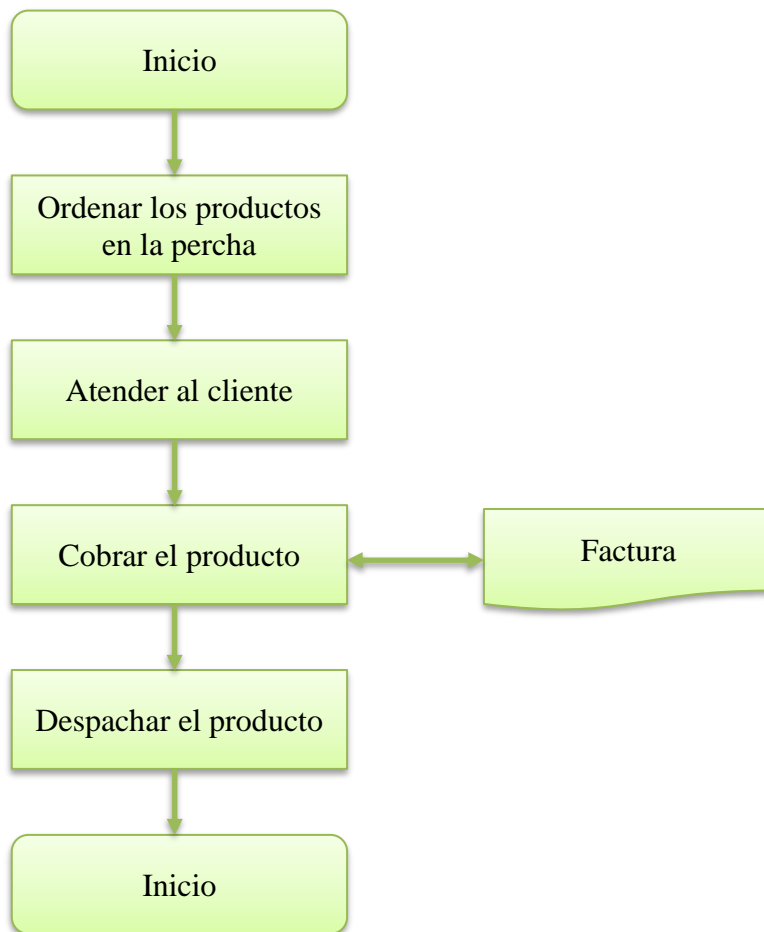 Inicio
Ordenar los productos
en la percha
Atender al cliente
Cobrar el producto
Factura
Despachar el producto
Inicio